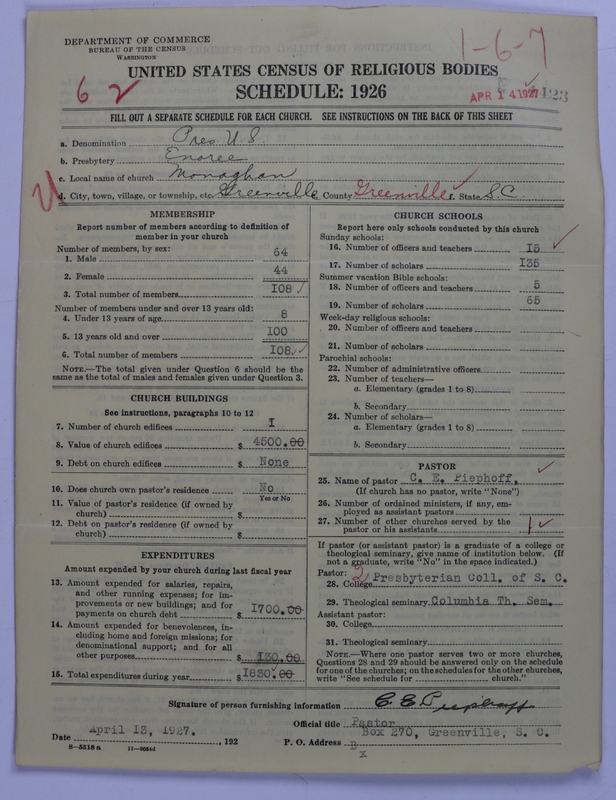 DEPARTMENT OF COMMERCE
BUREAU OF THE CENSUS
WASHINGTON
1-6-7
6 2
UNITED STATES CENSUS OF RELIGIOUS BODIES
SCHEDULE: 1926
APR 14 1927
FILL OUT A SEPARATE SCHEDULE FOR EACH CHURCH. SEE INSTRUCTIONS ON THE BACK OF THIS SHEET
a. Denomination Pres U S.
b. Presbytery Enoree
c. Local name of church Monaghan
d. City, town, village, or township, etc. Greenville County Greenville f. State S.C.
MEMBERSHIP
Report number of members according to definition of
member in your church
Number of members, by sex:
1. Male 64
2. Female 44
3. Total number of members 108
Number of members under and over 13 years old:
4. Under 13 years of age 8
5. 13 years old and over 100
6. Total number of members 108
NOTE.—The total given under Question 6 should be
the same as the total of males and females given under Question 3.
CHURCH BUILDINGS
See instructions, paragraphs 10 to 12
7. Number of church edifices 1
8. Value of church edifices $ 4500.00
9. Debt on church edifices $ None
10. Does church own pastor's residence No
Yes or No
11. Value of pastor's residence (if owned by
church) $
12. Debt on pastor's residence (if owned by
church) $
EXPENDITURES
Amount expended by your church during last fiscal year
13. Amount expended for salaries, repairs,
and other running expenses; for im-
provements or new buildings; and for
payments on church debt $ 1700.00
14. Amount expended for benevolences, in-
cluding home and foreign missions; for
denominational support; and for all
other purposes $ 130.00
15. Total expenditures during year $ 1830.00
CHURCH SCHOOLS
Report here only schools conducted by this church
Sunday schools:
16. Number of officers and teachers 15
17. Number of scholars 135
Summer vacation Bible schools:
18. Number of officers and teachers 5
19. Number of scholars 65
Week-day religious schools:
20. Number of officers and teachers
21. Number of scholars
Parochial schools:
22. Number of administrative officers
23. Number of teachers—
a. Elementary (grades 1 to 8)
b. Secondary
24. Number of scholars—
a. Elementary (grades 1 to 8)
b. Secondary
PASTOR
25. Name of pastor C. E. Piephoff.
(If church has no pastor, write "None")
26. Number of ordained ministers, if any, em-
ployed as assistant pastors
27. Number of other churches served by the
pastor or his assistants 1
If pastor (or assistant pastor) is a graduate of a college or
theological seminary, give name of institution below. (If
not a graduate, write "No" in the space indicated.)
Pastor: 2
28. College Presbyterian Coll. of S. C.
29. Theological seminary Columbia Th. Sem.
Assistant pastor:
30. College
31. Theological seminary
NOTE.—Where one pastor serves two or more churches,
Questions 28 and 29 should be answered only on the schedule
for one of the churches; on the schedules for the other churches,
write "See schedule for church."
Signature of person furnishing information C E Piephoff
Official title Pastor
Date April 13, 1927. , 192 P. O. Address Box 270, Greenville, S. C.
8-5518 a